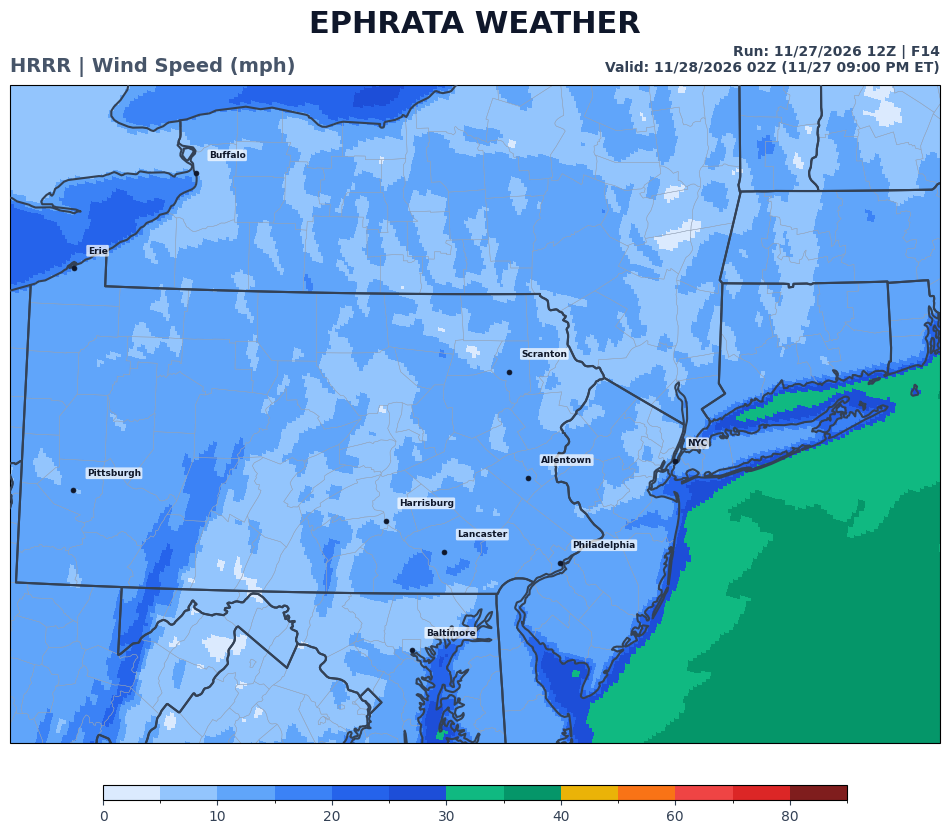 EPHRATA WEATHER
HRRR | Wind Speed (mph)
Run: 11/27/2026 12Z | F14
Valid: 11/28/2026 02Z (11/27 09:00 PM ET)
Buffalo
Erie
Scranton
NYC
Allentown
Pittsburgh
Harrisburg
Lancaster
Philadelphia
Baltimore
0 10 20 30 40 50 60 70 80